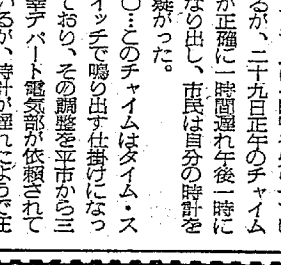 るが、二十九日正午のチャイム
が正確に一時間遅れ午後一時に
なり出し、市民は自分の時計を
疑がった。
〇…このチャイムはタイム・ス
イッチで鳴り出す仕掛けになっ
ており、その調整を平市から三
デパート電気部が依頼されて
いるが、時計が遅れたようで